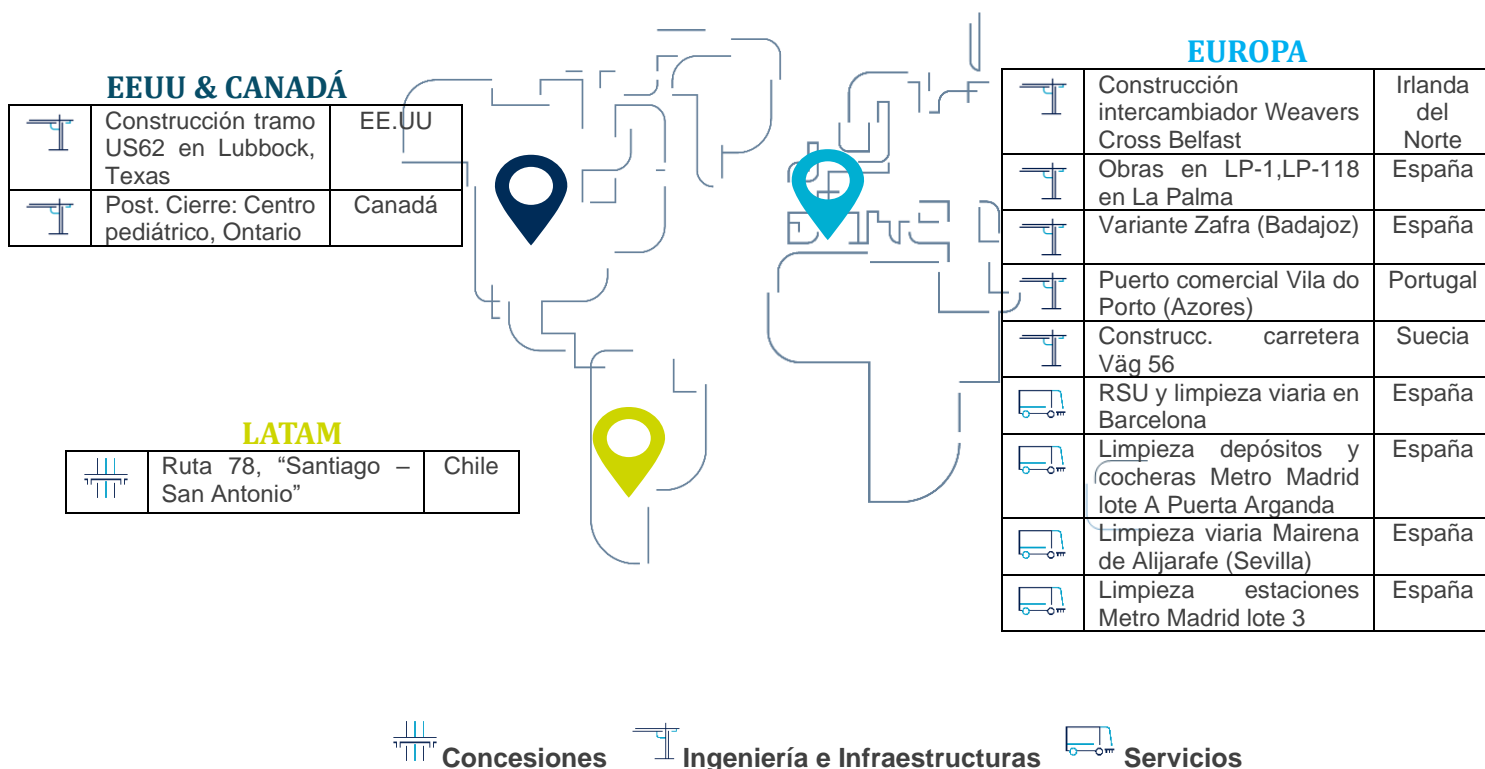 EEUU & CANADÁ
Construcción tramo
US62 en Lubbock,
Texas
EE.UU
Post. Cierre: Centro
pediátrico, Ontario
Canadá
LATAM
Ruta 78, “Santiago –
San Antonio”
Chile
EUROPA
Construcción
intercambiador Weavers
Cross Belfast
Irlanda
del
Norte
Obras en LP-1,LP-118
en La Palma
España
Variante Zafra (Badajoz)
España
Puerto comercial Vila do
Porto (Azores)
Portugal
Construcc. carretera
Väg 56
Suecia
RSU y limpieza viaria en
Barcelona
España
Limpieza depósitos y
cocheras Metro Madrid
lote A Puerta Arganda
España
Limpieza viaria Mairena
de Alijarafe (Sevilla)
España
Limpieza estaciones
Metro Madrid lote 3
España
Concesiones Ingeniería e Infraestructuras Servicios